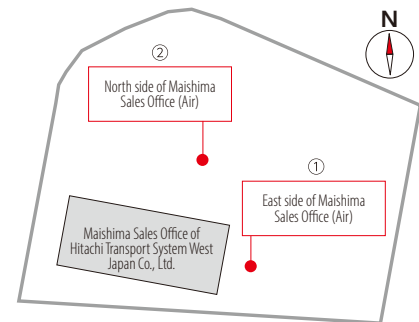 N
②
North side of Maishima
Sales Office (Air)
①
East side of Maishima
Sales Office (Air)
Maishima Sales Office of
Hitachi Transport System West
Japan Co., Ltd.